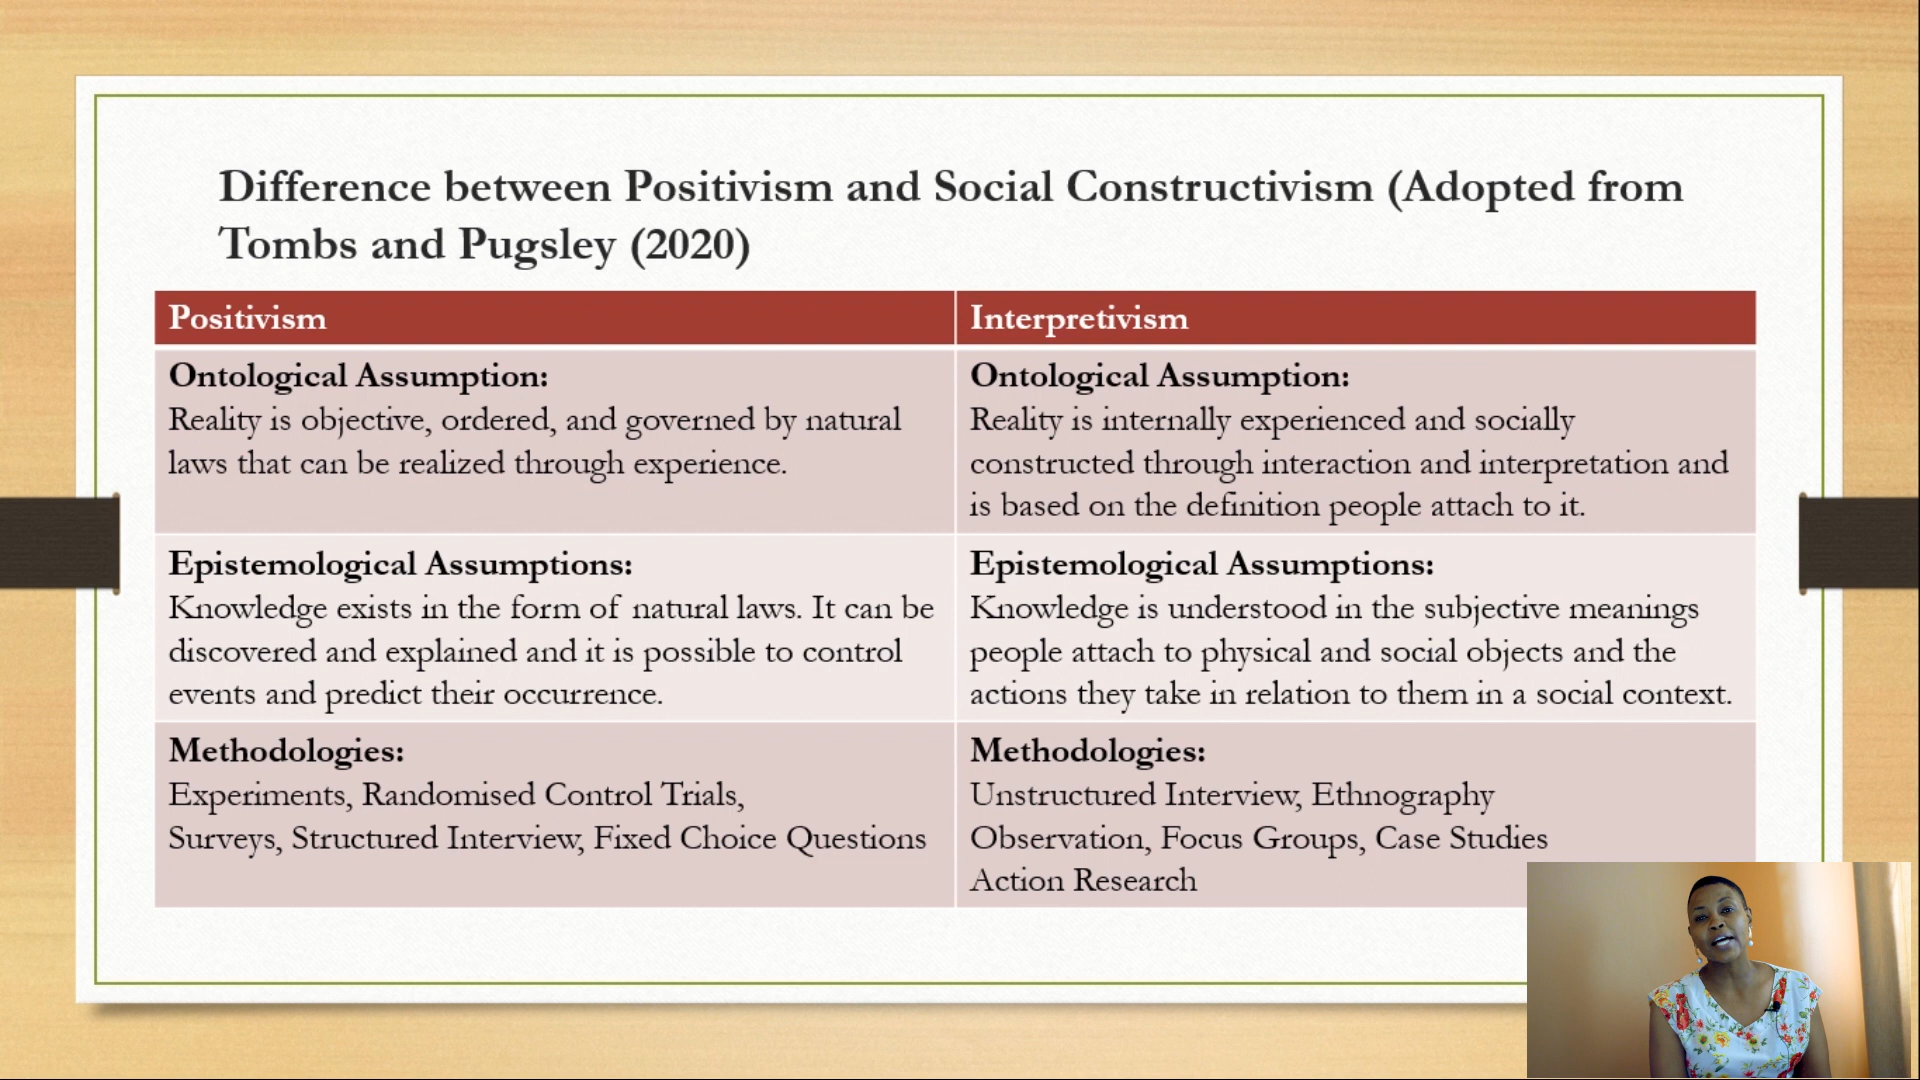 Difference between Positivism and Social Constructivism (Adopted from
Tombs and Pugsley (2020)
Positivism
Interpretivism
Ontological Assumption:
Reality is objective, ordered, and governed by natural
laws that can be realized through experience.
Ontological Assumption:
Reality is internally experienced and socially
constructed through interaction and interpretation and
is based on the definition people attach to it.
Epistemological Assumptions:
Knowledge exists in the form of natural laws. It can be
discovered and explained and it is possible to control
events and predict their occurrence.
Epistemological Assumptions:
Knowledge is understood in the subjective meanings
people attach to physical and social objects and the
actions they take in relation to them in a social context.
Methodologies:
Experiments, Randomised Control Trials,
Surveys, Structured Interview, Fixed Choice Questions
Methodologies:
Unstructured Interview, Ethnography
Observation, Focus Groups, Case Studies
Action Research